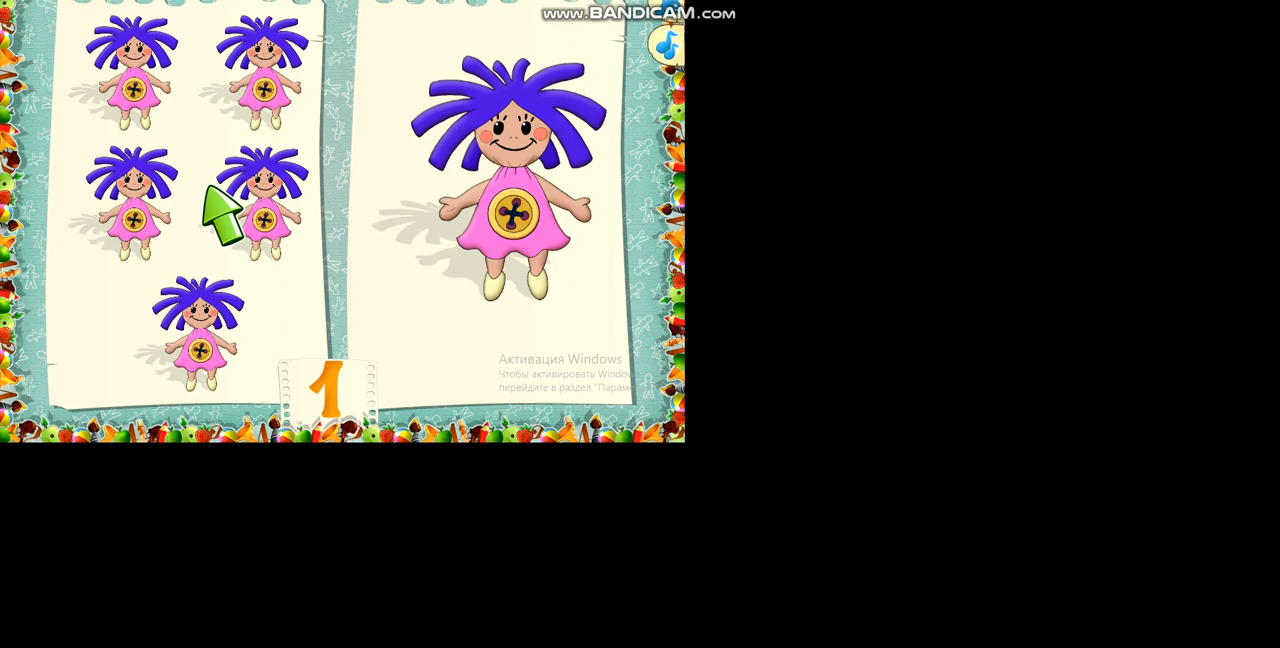 www.BANDICAM.com
Активация Windows
Чтобы активировать Window
перейдите в раздел "Парам
1